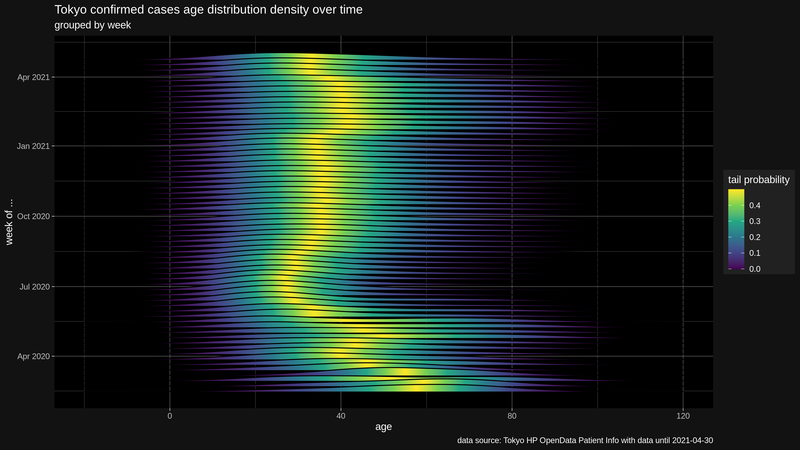 Tokyo confirmed cases age distribution density over time
grouped by week
Apr 2021
Jan 2021
Oct 2020
Jul 2020
Apr 2020
week of ...
0
40
80
120
age
tail probability
0.4
0.3
0.2
0.1
0.0
data source: Tokyo HP OpenData Patient Info with data until 2021-04-30